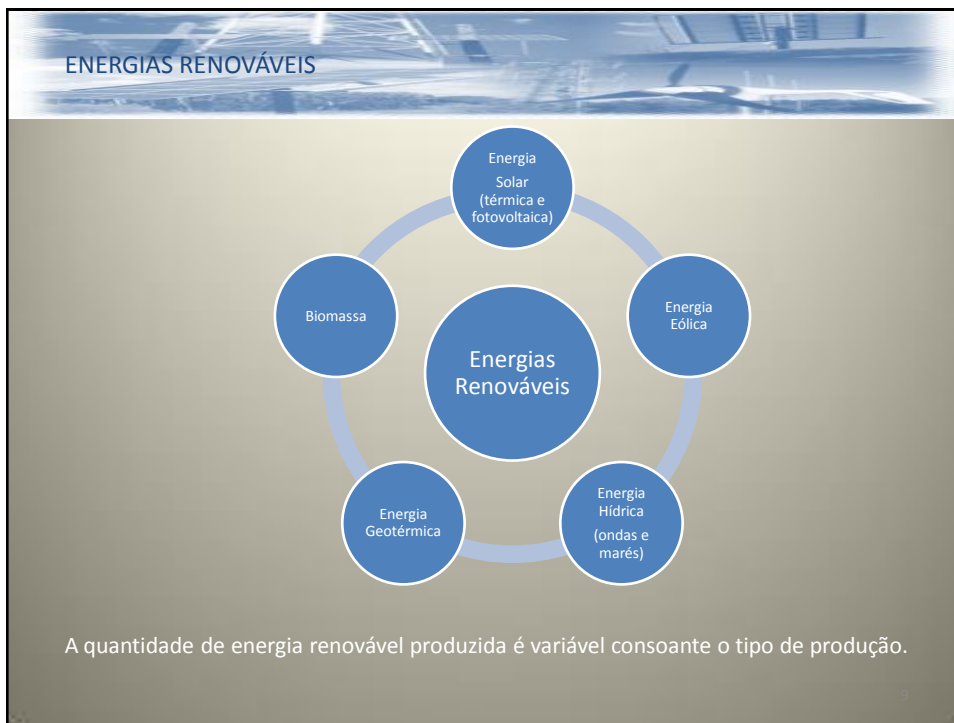 ENERGIAS RENOVÁVEIS
Energia
Solar
(térmica e
fotovoltaica)
Energia
Eólica
Energia
Hídrica
(ondas e
marés)
Energia
Geotérmica
Biomassa
Energias
Renováveis
A quantidade de energia renovável produzida é variável consoante o tipo de produção.
9